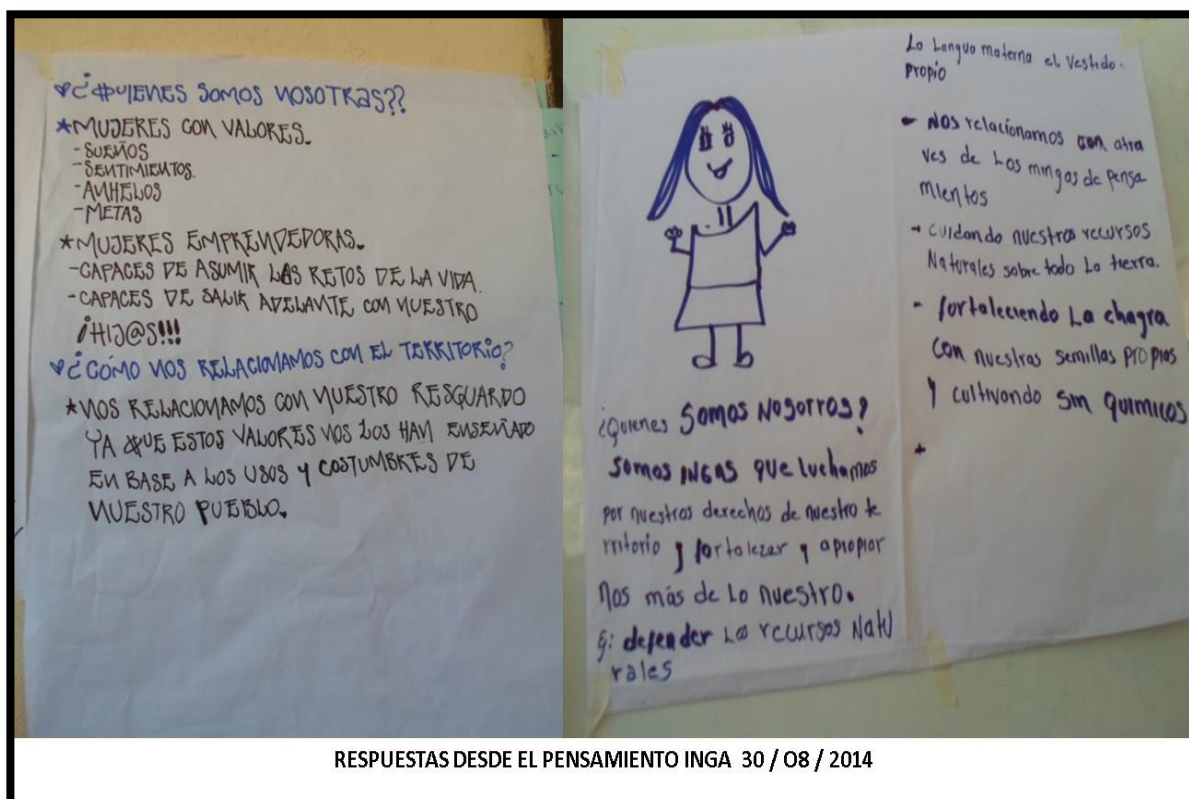 ¿QUIENES SOMOS NOSOTRAS??
*MUJERES CON VALORES.
-SUEÑOS
-SENTIMIENTOS.
-ANHELOS
-METAS
*MUJERES EMPRENDEDORAS.
-CAPACES DE ASUMIR LOS RETOS DE LA VIDA.
-CAPACES DE SALIR ADELANTE CON NUESTRO
¡HIJ@S!!!
¿COMO NOS RELACIONAMOS CON EL TERRITORIO?
*NOS RELACIONAMOS CON NUESTRO RESGUARDO
YA QUE ESTOS VALORES NOS LOS HAN ENSEÑADO
EN BASE A LOS USOS Y COSTUMBRES DE
NUESTRO PUEBLO.
¿Quienes Somos Nosotros?
Somos INGAS que luchamos
por nuestros derechos de nuestro te
rritorio y fortalezar y apropiar
nos más de Lo nuestro.
defender Los recursos Natu
rales
La Lengua materna el Vestido.
Propio
- Nos relacionamos atra
ves de Las mingas de pensa
mientos
- cuidando nuestros recursos
Naturales sobre todo La tierra.
- fortaleciendo La chagra
con nuestras semillas propias
Y cultivando sin quimicos
RESPUESTAS DESDE EL PENSAMIENTO INGA 30 / O8 / 2014